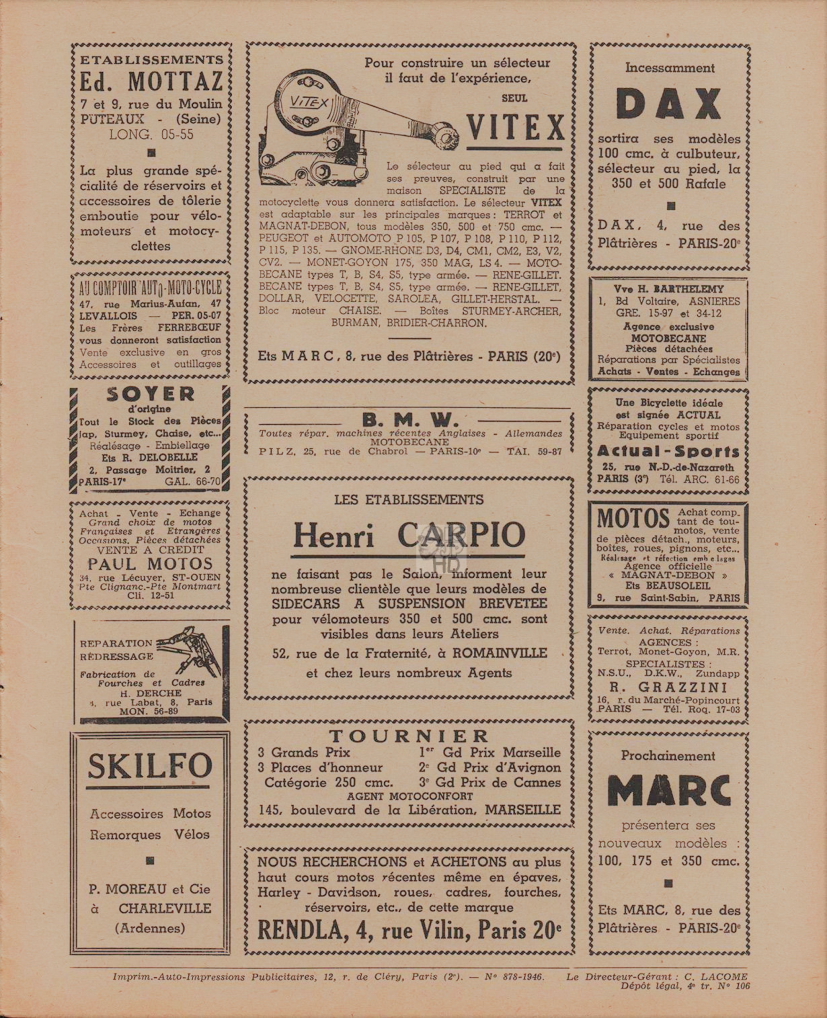 ETABLISSEMENTS
Ed. MOTTAZ
7 et 9, rue du Moulin
PUTEAUX - (Seine)
LONG. 05-55
La plus grande spé-
cialité de réservoirs et
accessoires de tôlerie
emboutie pour vélo-
moteurs et motocy-
clettes
AU COMPTOIR AUTO-MOTO-CYCLE
47, rue Marius-Aufan, 47
LEVALLOIS — PER. 05-07
Les Frères FERREBŒUF
vous donneront satisfaction
Vente exclusive en gros
Accessoires et outillages
SOYER
d'origine
Tout le Stock des Pièces
Jap, Sturmey, Chaise, etc...
Réalésage - Embiellage
Ets R. DELOBELLE
2, Passage Moitrier, 2
PARIS-17e GAL. 66-70
Achat - Vente - Echange
Grand choix de motos
Françaises et Etrangères
Occasions, Pièces détachées
VENTE A CREDIT
PAUL MOTOS
34, rue Lécuyer, ST-OUEN
Pte Clignanc.-Pte Montmart
Cli. 12-51
REPARATION
REDRESSAGE
Fabrication de
Fourches et Cadres
H. DERCHE
rue Labat, 8, Paris
MON. 56-89
SKILFO
Accessoires Motos
Remorques Vélos
P. MOREAU et Cie
à CHARLEVILLE
(Ardennes)
Pour construire un sélecteur
il faut de l'expérience,
SEUL
VITEX
VITEX
Le sélecteur au pied qui a fait
ses preuves, construit par une
maison SPECIALISTE de la
motocyclette vous donnera satisfaction. Le sélecteur VITEX
est adaptable sur les principales marques : TERROT et
MAGNAT-DEBON, tous modèles 350, 500 et 750 cmc. —
PEUGEOT et AUTOMOTO P 105, P 107, P 108, P 110, P 112,
P 115, P 135. — GNOME-RHONE D3, D4, CM1, CM2, E3, V2,
CV2. — MONET-GOYON 175, 350 MAG, LS 4. — MOTO-
BECANE types T, B, S4, S5, type armée. — RENE-GILLET.
BECANE types T, B, S4, S5, type armée. — RENE-GILLET,
DOLLAR, VELOCETTE, SAROLEA, GILLET-HERSTAL. —
Bloc moteur CHAISE. — Boîtes STURMEY-ARCHER,
BURMAN, BRIDIER-CHARRON.
Ets MARC, 8, rue des Plâtrières - PARIS (20e)
B. M. W.
Toutes répar. machines récentes Anglaises - Allemandes
MOTOBECANE
PILZ, 25, rue de Chabrol — PARIS-10e — TAI. 59-87
LES ETABLISSEMENTS
Henri CARPIO
ne faisant pas le Salon, informent leur
nombreuse clientèle que leurs modèles de
SIDECARS A SUSPENSION BREVETEE
pour vélomoteurs 350 et 500 cmc. sont
visibles dans leurs Ateliers
52, rue de la Fraternité, à ROMAINVILLE
et chez leurs nombreux Agents
TOURNIER
3 Grands Prix 1er Gd Prix Marseille
3 Places d'honneur 2e Gd Prix d'Avignon
Catégorie 250 cmc. 3e Gd Prix de Cannes
AGENT MOTOCONFORT
145, boulevard de la Libération, MARSEILLE
NOUS RECHERCHONS et ACHETONS au plus
haut cours motos récentes même en épaves,
Harley - Davidson, roues, cadres, fourches,
réservoirs, etc., de cette marque
RENDLA, 4, rue Vilin, Paris 20e
Incessamment
DAX
sortira ses modèles
100 cmc. à culbuteur,
sélecteur au pied, la
350 et 500 Rafale
DAX, 4, rue des
Plâtrières - PARIS-20e
Vve H. BARTHELEMY
1, Bd Voltaire, ASNIERES
GRE. 15-97 et 34-12
Agence exclusive
MOTOBECANE
Pièces détachées
Réparations par Spécialistes
Achats - Ventes - Echanges
Une Bicyclette idéale
est signée ACTUAL
Réparation cycles et motos
Equipement sportif
Actual-Sports
25, rue N.-D.-de-Nazareth
PARIS (3e) Tél. ARC. 61-66
MOTOS Achat comp.
tant de tou-
motos, vente
de pièces détach., moteurs,
boîtes, roues, pignons, etc...
Réalésage et réfection embiellages
Agence officielle
« MAGNAT-DEBON »
Ets BEAUSOLEIL
9, rue Saint-Sabin, PARIS
Vente, Achat, Réparations
AGENCES :
Terrot, Monet-Goyon, M.R.
SPECIALISTES :
N.S.U., D.K.W., Zundapp
R. GRAZZINI
16, r. du Marché-Popincourt
PARIS — Tél. Roq. 17-03
Prochainement
MARC
présentera ses
nouveaux modèles :
100, 175 et 350 cmc.
Ets MARC, 8, rue des
Plâtrières - PARIS-20e
Imprim.-Auto-Impressions Publicitaires, 12, r. de Cléry, Paris (2e). — No 878-1946. Le Directeur-Gérant : C. LACOME
Dépôt légal, 4e tr. No 106